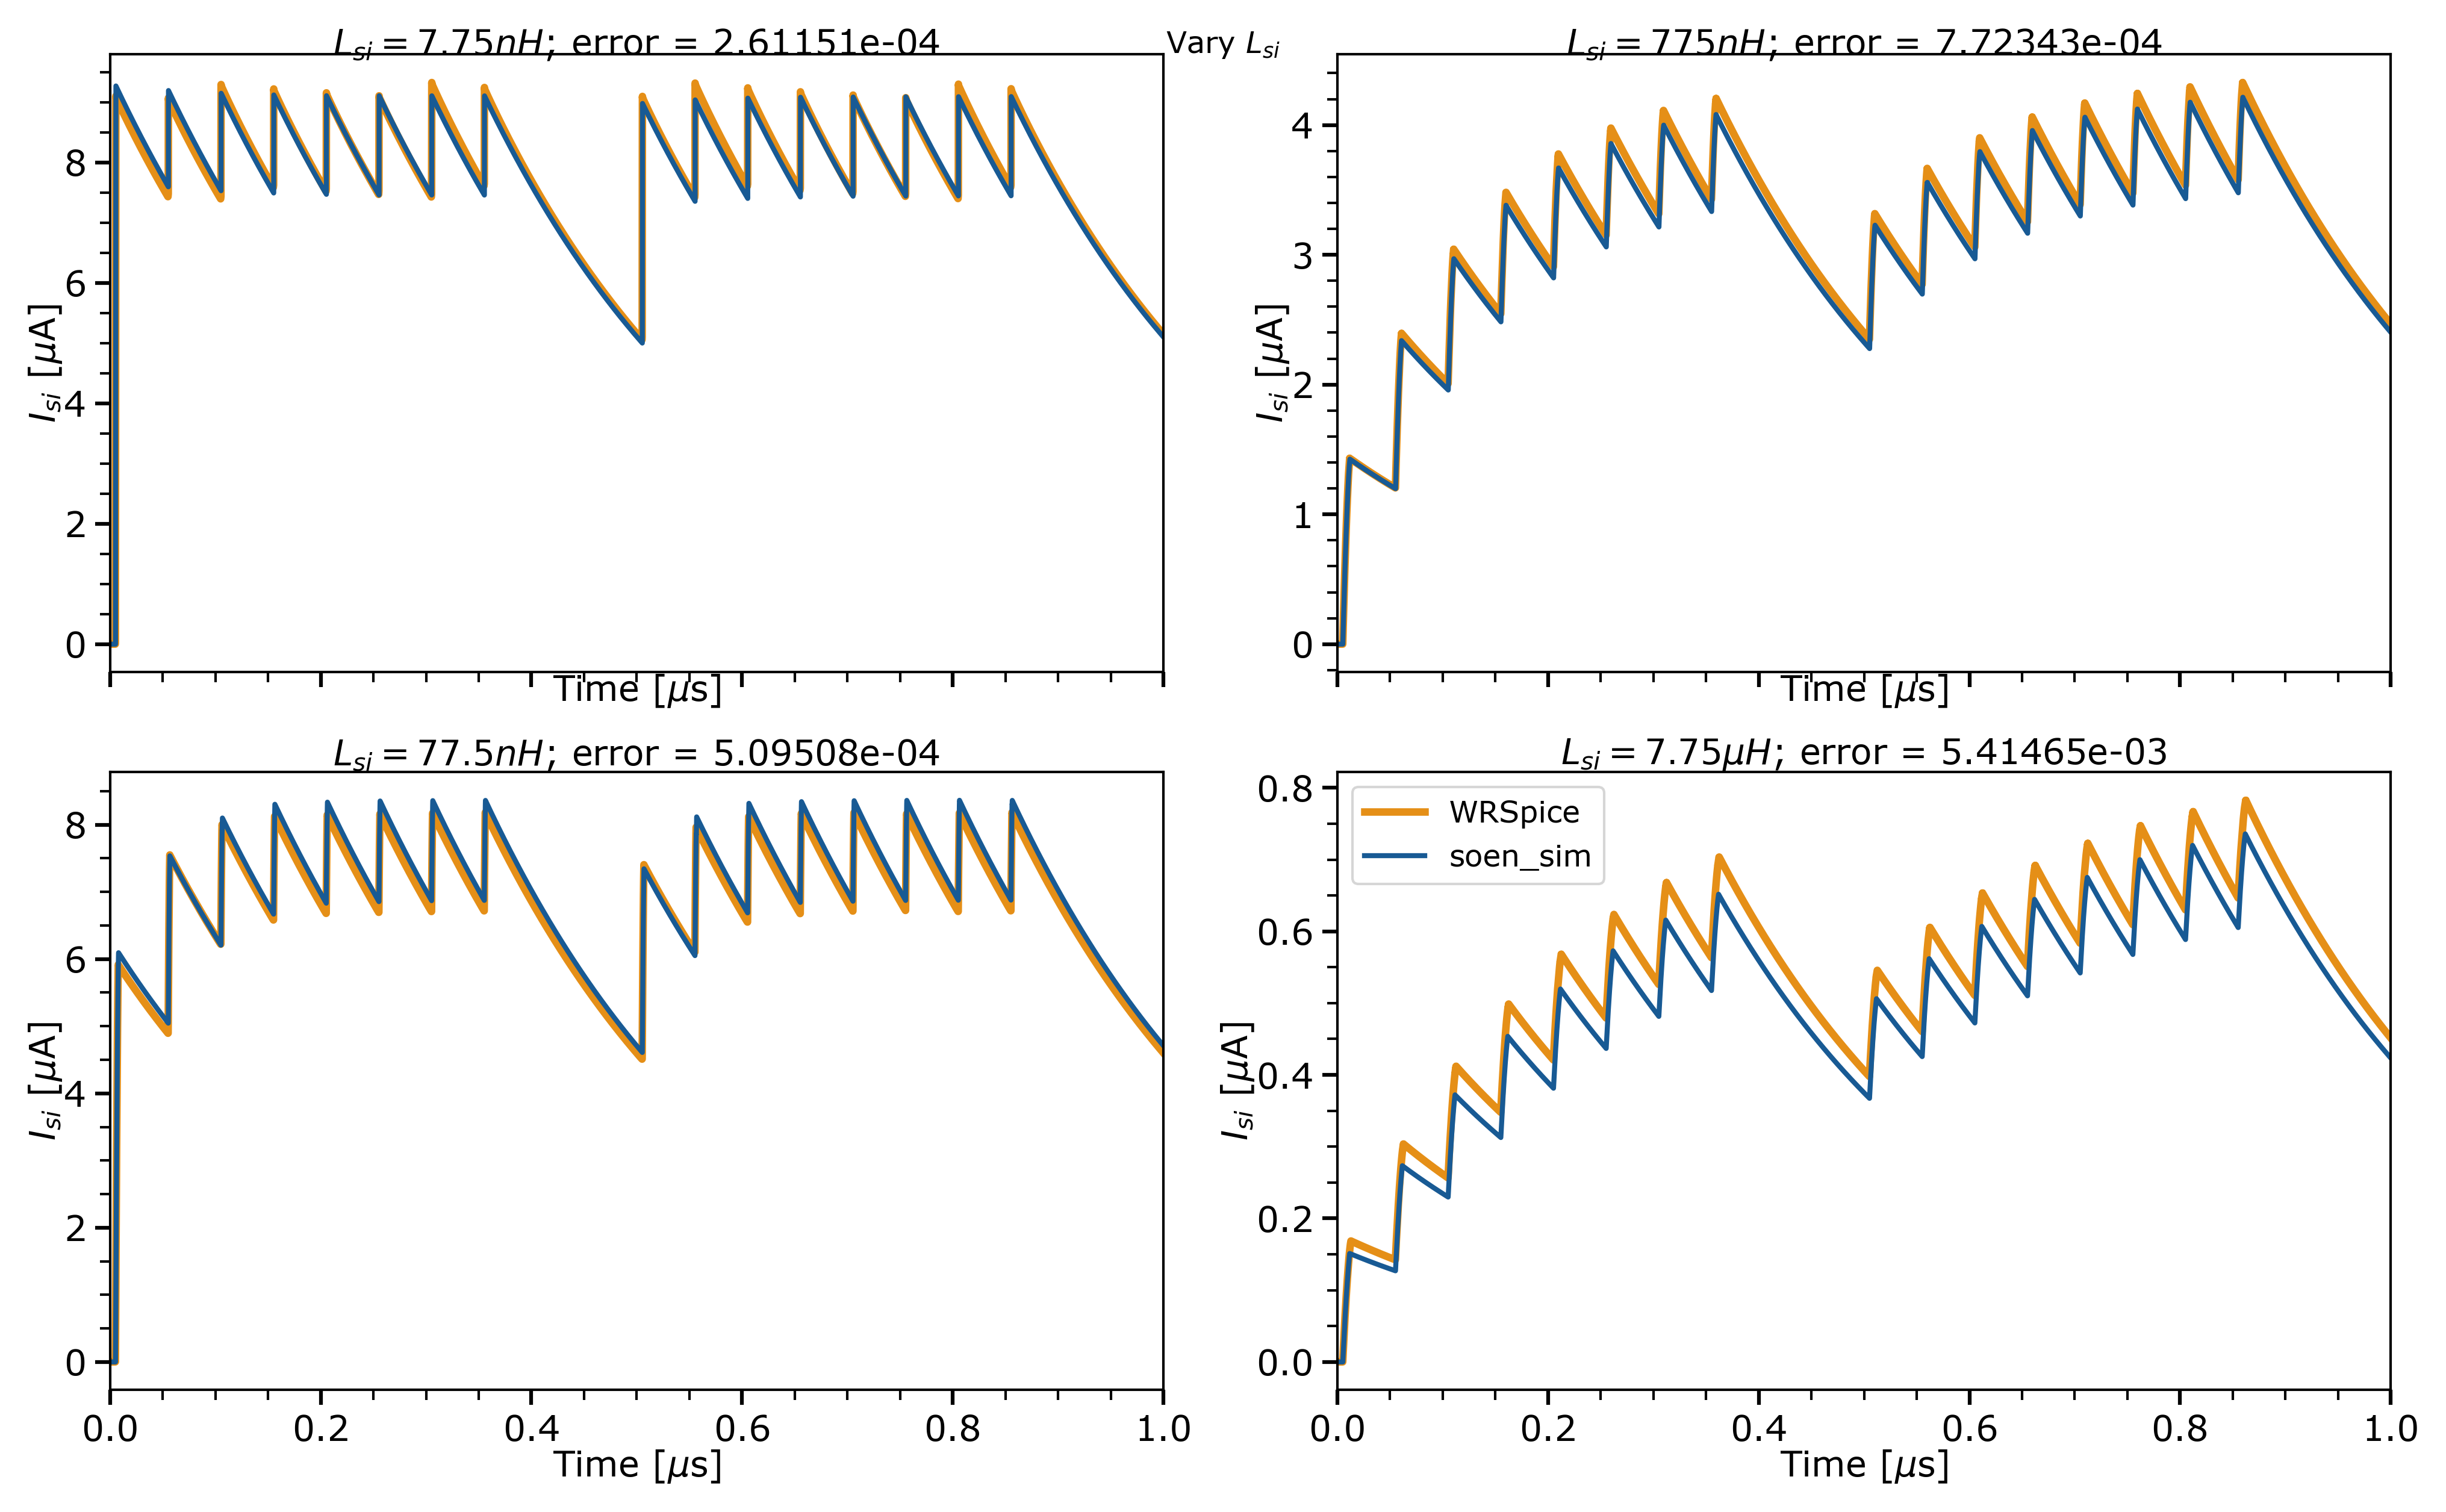 L_si = 7.75nH; error = 2.61151e-04
Vary L_si
L_si = 775nH; error = 7.72343e-04
8
6
4
2
0
I_si [μA]
Time [μs]
4
3
2
1
0
I_si [μA]
Time [μs]
L_si = 77.5nH; error = 5.09508e-04
L_si = 7.75μH; error = 5.41465e-03
8
6
4
2
0
I_si [μA]
0.0 0.2 0.4 0.6 0.8 1.0
Time [μs]
WRSpice
soen_sim
0.8
0.6
0.4
0.2
0.0
I_si [μA]
0.0 0.2 0.4 0.6 0.8 1.0
Time [μs]